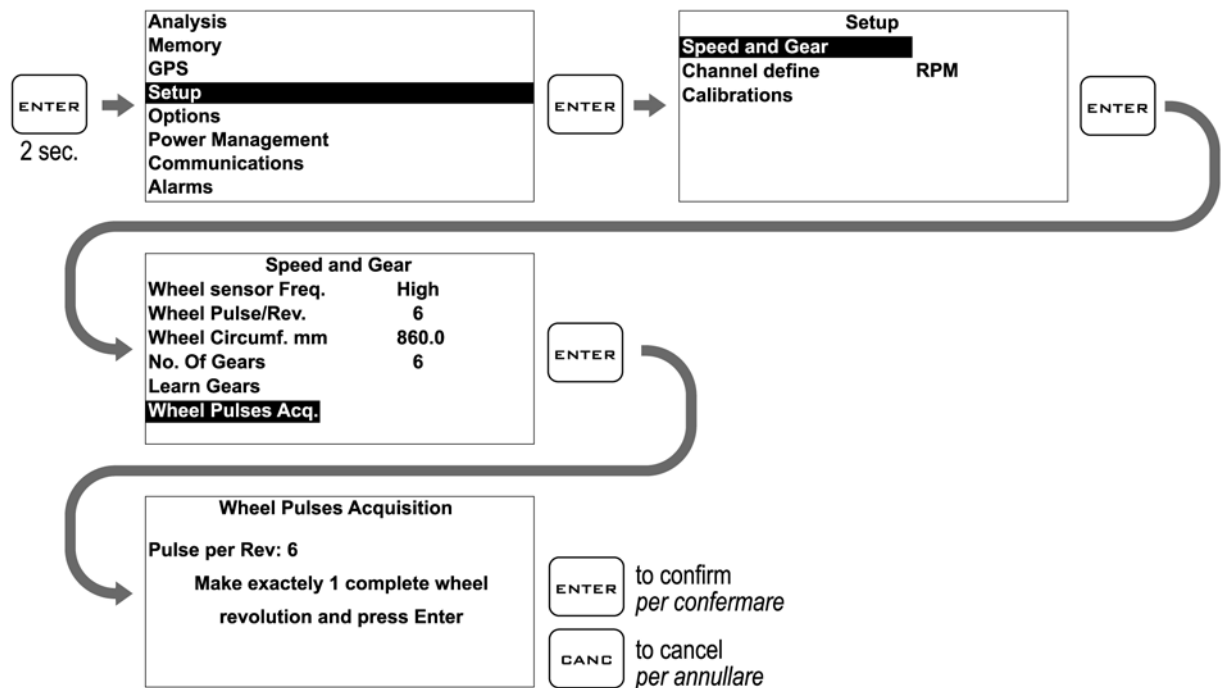 ENTER
2 sec.
Analysis
Memory
GPS
Setup
Options
Power Management
Communications
Alarms
ENTER
Setup
Speed and Gear
Channel define RPM
Calibrations
ENTER
Speed and Gear
Wheel sensor Freq. High
Wheel Pulse/Rev. 6
Wheel Circumf. mm 860.0
No. Of Gears 6
Learn Gears
Wheel Pulses Acq.
ENTER
Wheel Pulses Acquisition
Pulse per Rev: 6
Make exactely 1 complete wheel
revolution and press Enter
ENTER to confirm
per confermare
CANC to cancel
per annullare